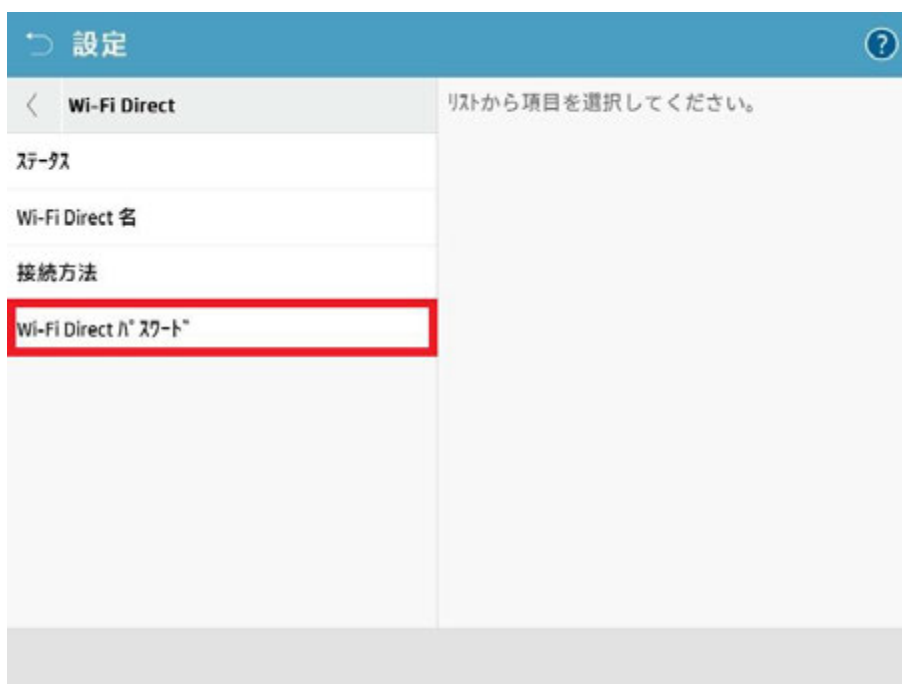 設定
?
Wi-Fi Direct
リストから項目を選択してください。
ｽﾃｰﾀｽ
Wi-Fi Direct 名
接続方法
Wi-Fi Direct ﾊﾟｽﾜｰﾄﾞ